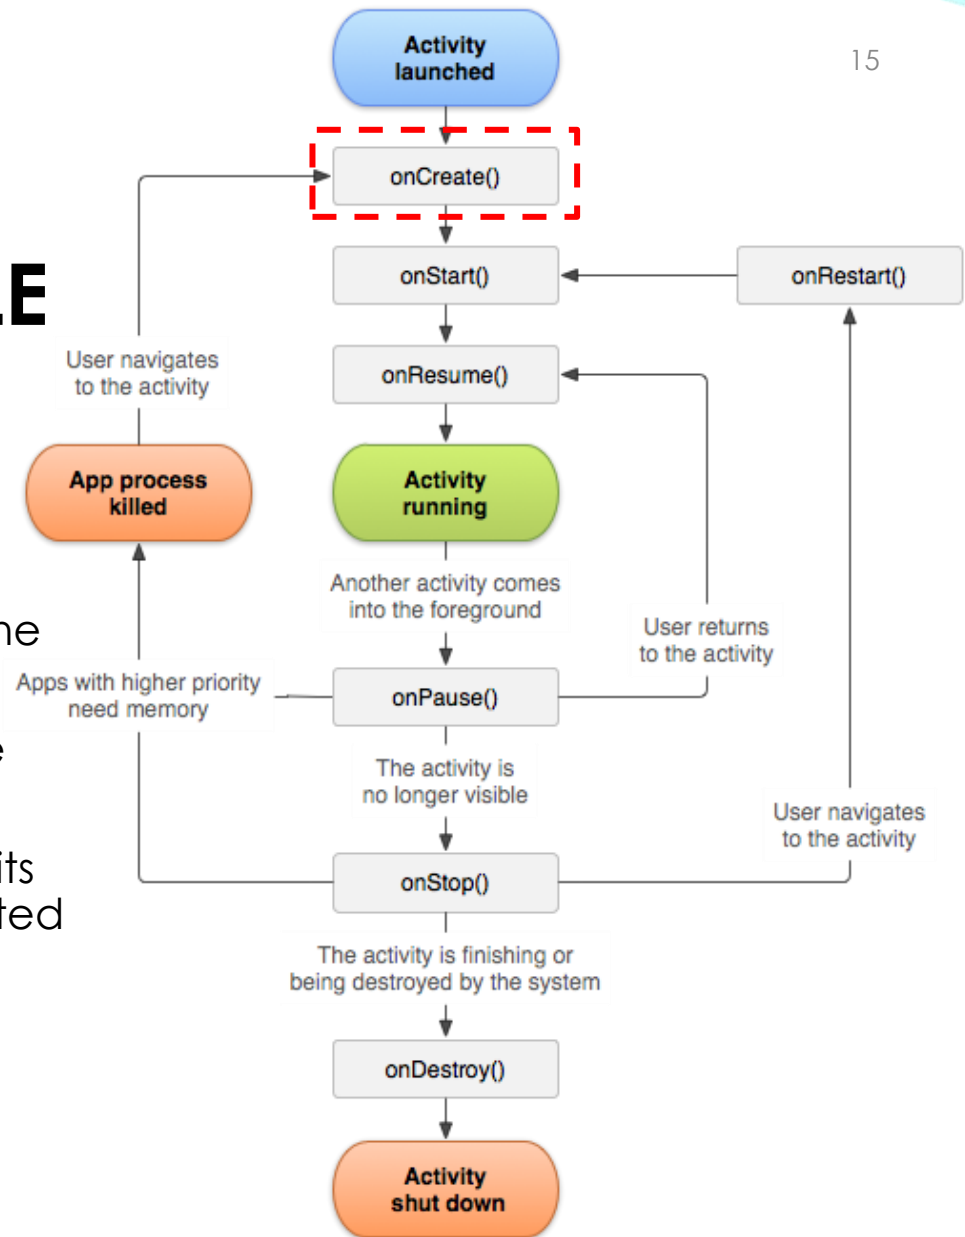 15
Activity
launched
onCreate()
onStart()
onRestart()
LE
User navigates
to the activity
onResume()
App process
killed
Activity
running
Another activity comes
into the foreground
User returns
to the activity
Apps with higher priority
need memory
onPause()
The activity is
no longer visible
User navigates
to the activity
its
onStop()
The activity is finishing or
being destroyed by the system
onDestroy()
Activity
shut down